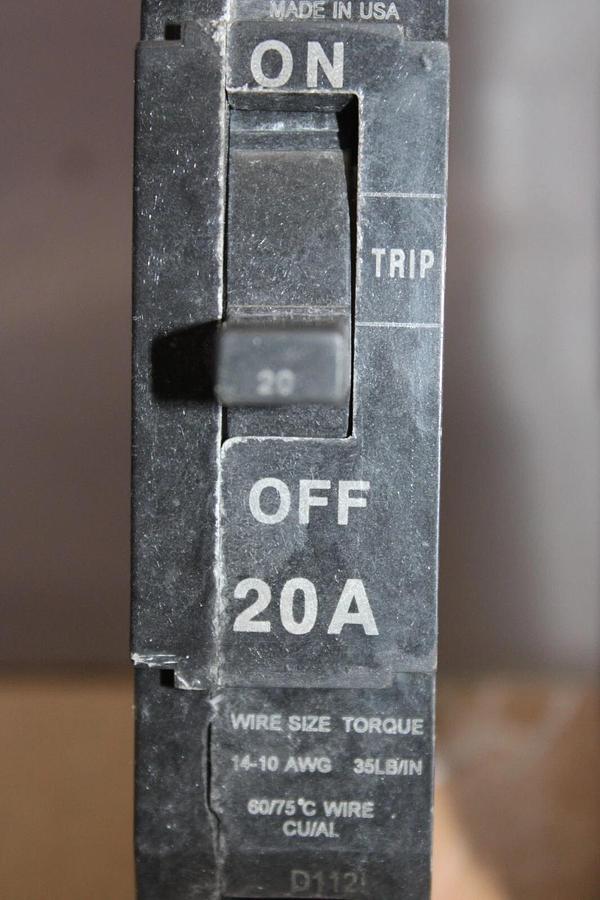 MADE IN USA
ON
TRIP
20
OFF
20A
WIRE SIZE TORQUE
14-10 AWG 35LB/IN
60/75°C WIRE
CU/AL